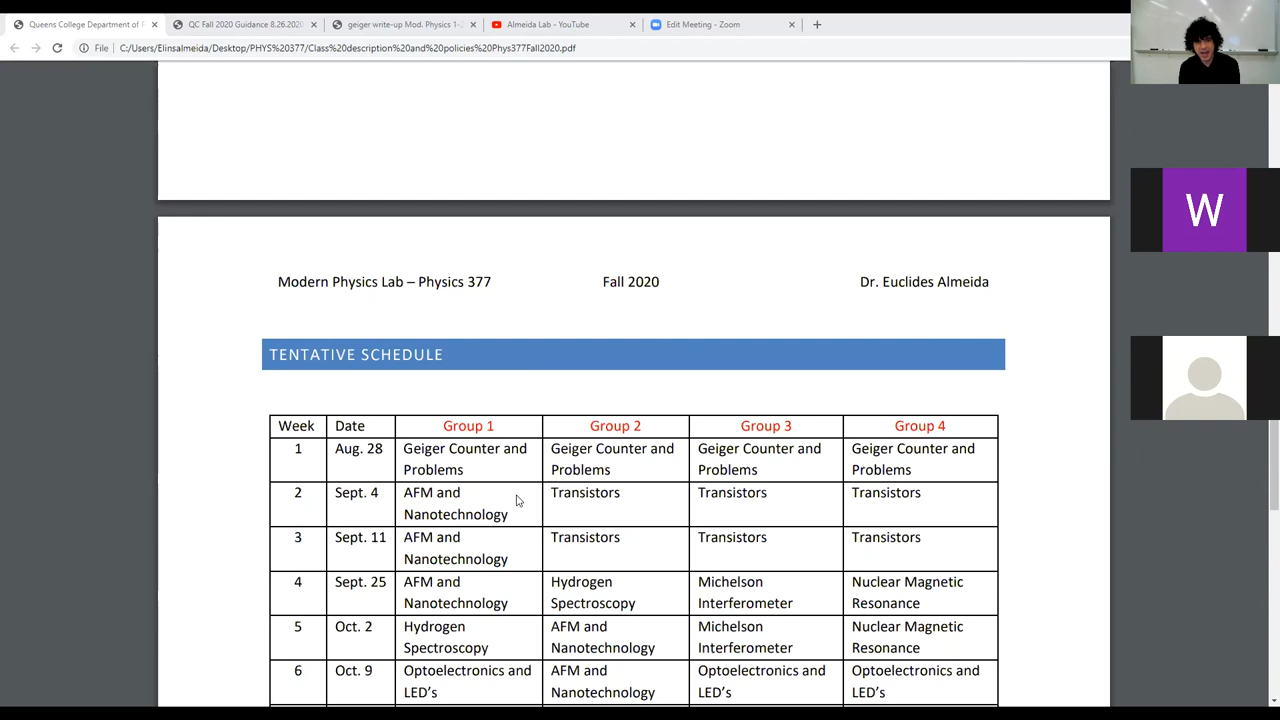 Queens College Department of P
QC Fall 2020 Guidance 8.26.2020
geiger write-up Mod. Physics 1-2
Almeida Lab - YouTube
Edit Meeting - Zoom
File
C:/Users/Elinsalmeida/Desktop/PHYS%20377/Class%20description%20and%20policies%20Phys377Fall2020.pdf
W
Modern Physics Lab – Physics 377 Fall 2020 Dr. Euclides Almeida
TENTATIVE SCHEDULE
Week Date Group 1 Group 2 Group 3 Group 4
1 Aug. 28 Geiger Counter and Geiger Counter and Geiger Counter and Geiger Counter and
Problems Problems Problems Problems
2 Sept. 4 AFM and Transistors Transistors Transistors
Nanotechnology
3 Sept. 11 AFM and Transistors Transistors Transistors
Nanotechnology
4 Sept. 25 AFM and Hydrogen Michelson Nuclear Magnetic
Nanotechnology Spectroscopy Interferometer Resonance
5 Oct. 2 Hydrogen AFM and Michelson Nuclear Magnetic
Spectroscopy Nanotechnology Interferometer Resonance
6 Oct. 9 Optoelectronics and AFM and Optoelectronics and Optoelectronics and
LED's Nanotechnology LED's LED's